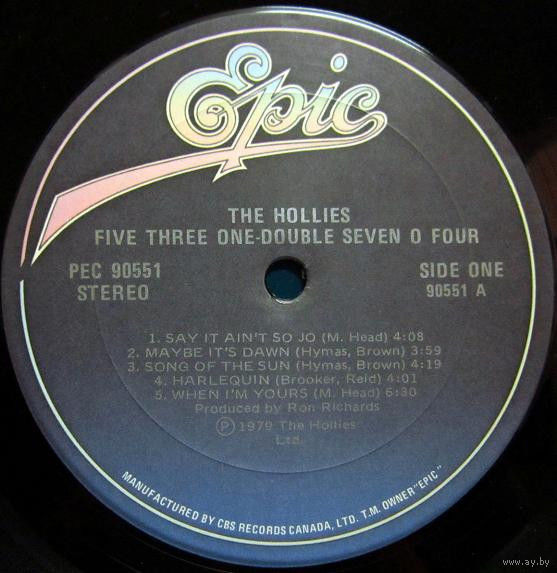 Epic
THE HOLLIES
FIVE THREE ONE-DOUBLE SEVEN O FOUR
PEC 90551
STEREO
SIDE ONE
90551 A
1. SAY IT AIN'T SO JO (M. Head) 4:08
2. MAYBE IT'S DAWN (Hymas, Brown) 3:59
3. SONG OF THE SUN (Hymas, Brown) 4:19
4. HARLEQUIN (Brooker, Reid) 4:01
5. WHEN I'M YOURS (M. Head) 6:30
Produced by Ron Richards
Ⓟ 1979 The Hollies
Ltd.
MANUFACTURED BY CBS RECORDS CANADA, LTD. T.M. OWNER "EPIC"
www.ay.by